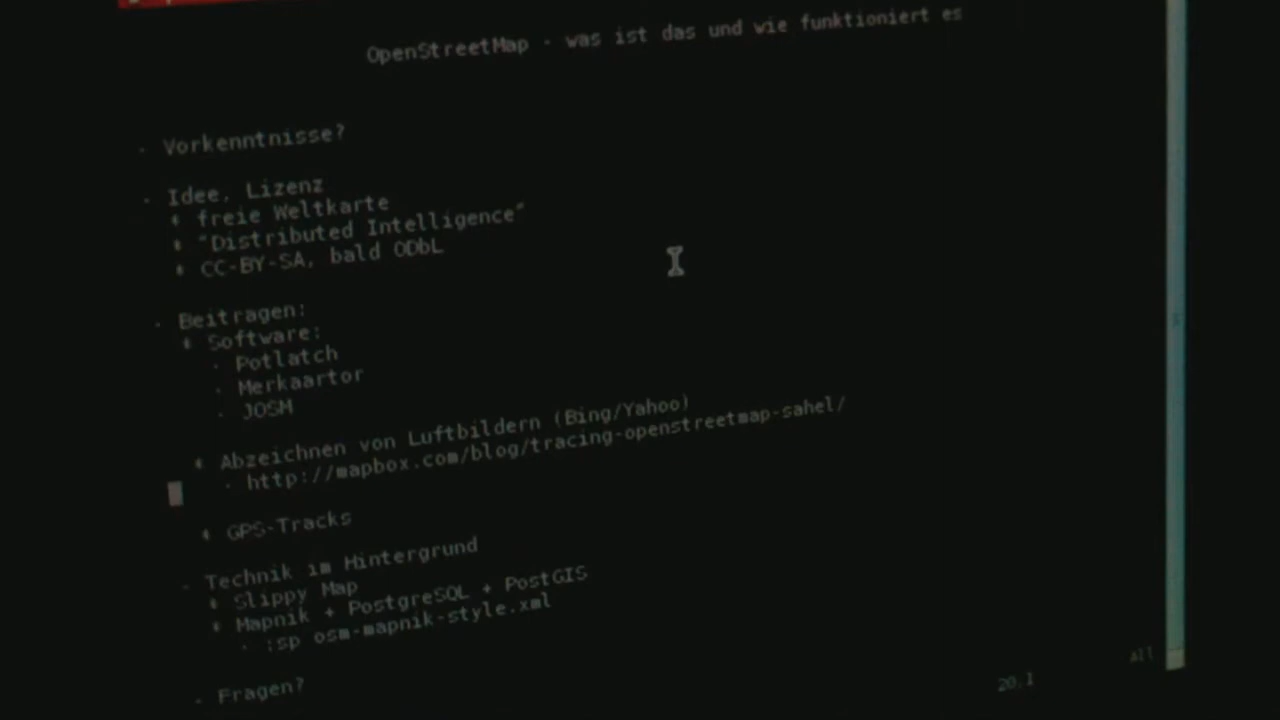 OpenStreetMap - was ist das und wie funktioniert es
- Vorkenntnisse?
- Idee, Lizenz
* freie Weltkarte
* "Distributed Intelligence"
* CC-BY-SA, bald ODbL
- Beitragen:
* Software:
- Potlatch
- Merkaartor
- JOSM
* Abzeichnen von Luftbildern (Bing/Yahoo)
- http://mapbox.com/blog/tracing-openstreetmap-sahel/
* GPS-Tracks
- Technik im Hintergrund
* Slippy Map
* Mapnik + PostgreSQL + PostGIS
- :sp osm-mapnik-style.xml
- Fragen?
20,1 All